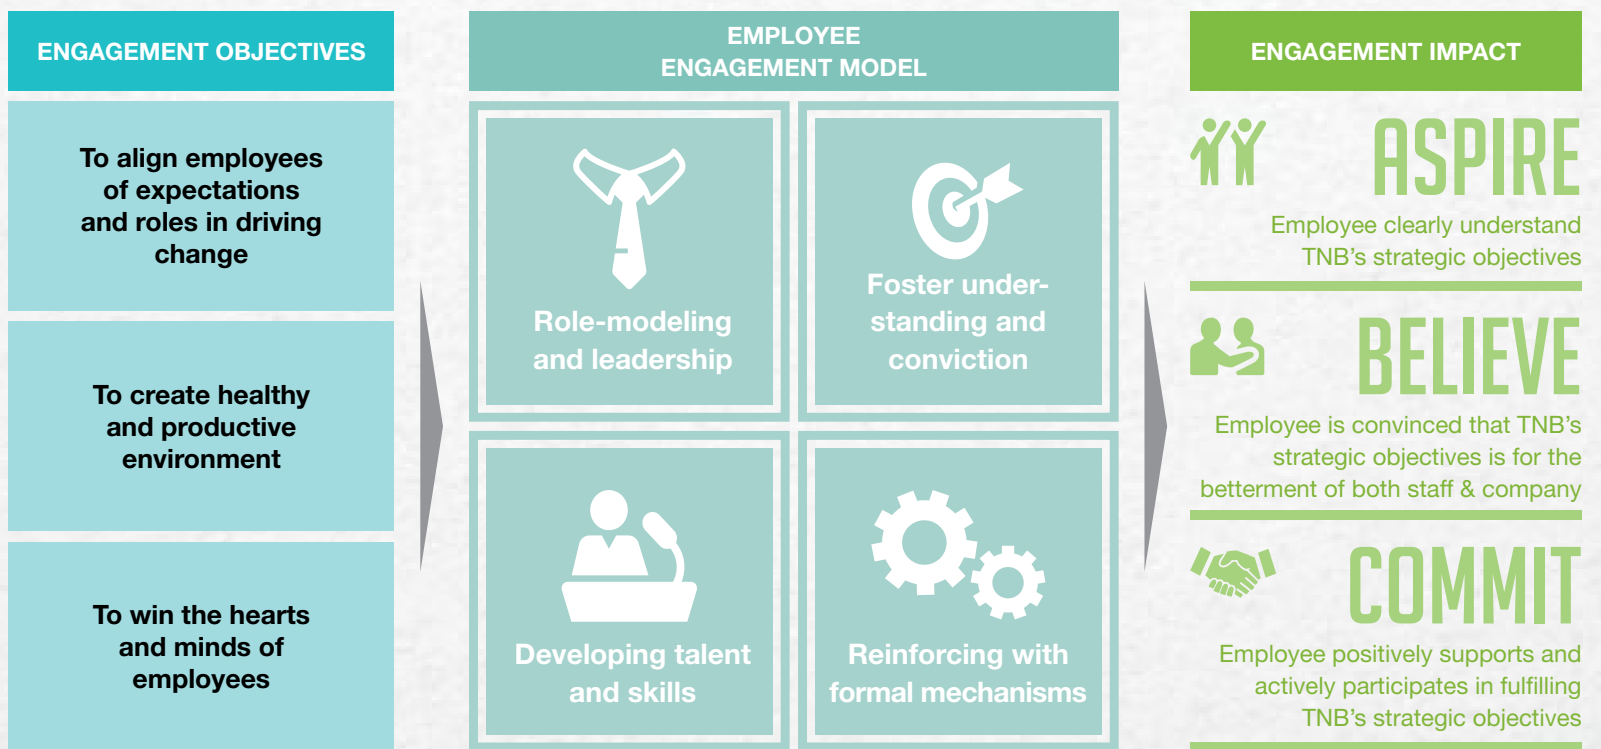 ENGAGEMENT OBJECTIVES
To align employees
of expectations
and roles in driving
change
To create healthy
and productive
environment
To win the hearts
and minds of
employees
EMPLOYEE
ENGAGEMENT MODEL
Role-modeling
and leadership
Foster under-
standing and
conviction
Developing talent
and skills
Reinforcing with
formal mechanisms
ENGAGEMENT IMPACT
ASPIRE
Employee clearly understand
TNB's strategic objectives
BELIEVE
Employee is convinced that TNB's
strategic objectives is for the
betterment of both staff & company
COMMIT
Employee positively supports and
actively participates in fulfilling
TNB's strategic objectives